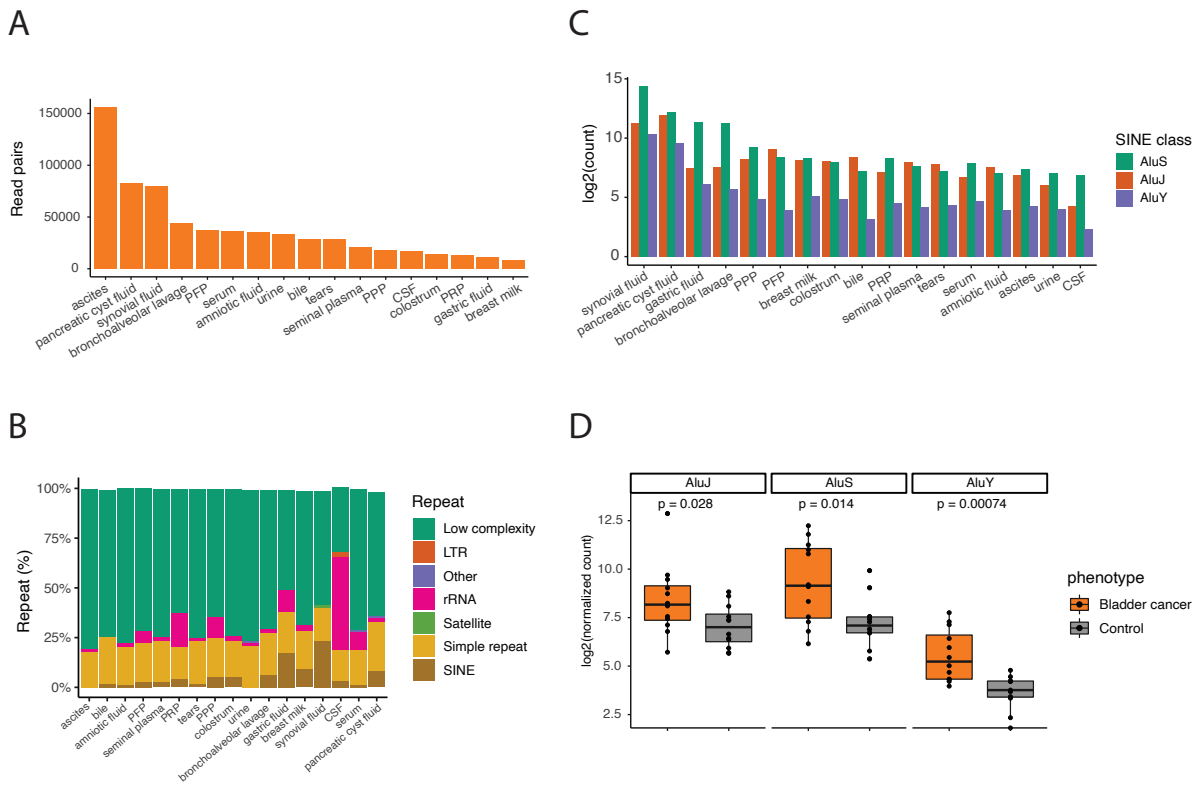 A
Read pairs
150000
100000
50000
0
ascites
pancreatic cyst fluid
synovial fluid
bronchoalveolar lavage
PFP
serum
amniotic fluid
urine
bile
tears
seminal plasma
PPP
CSF
colostrum
PRP
gastric fluid
breast milk
B
Repeat (%)
100%
75%
50%
25%
0%
ascites
bile
amniotic fluid
PFP
seminal plasma
PRP
tears
PPP
colostrum
urine
bronchoalveolar lavage
gastric fluid
breast milk
synovial fluid
CSF
serum
pancreatic cyst fluid
Repeat
Low complexity
LTR
Other
rRNA
Satellite
Simple repeat
SINE
C
log2(count)
15
10
5
0
synovial fluid
pancreatic cyst fluid
gastric fluid
bronchoalveolar lavage
PPP
PFP
breast milk
colostrum
bile
PRP
seminal plasma
tears
serum
amniotic fluid
ascites
urine
CSF
SINE class
AluS
AluJ
AluY
D
AluJ
AluS
AluY
p = 0.028
p = 0.014
p = 0.00074
log2(normalized count)
12.5
10.0
7.5
5.0
2.5
phenotype
Bladder cancer
Control